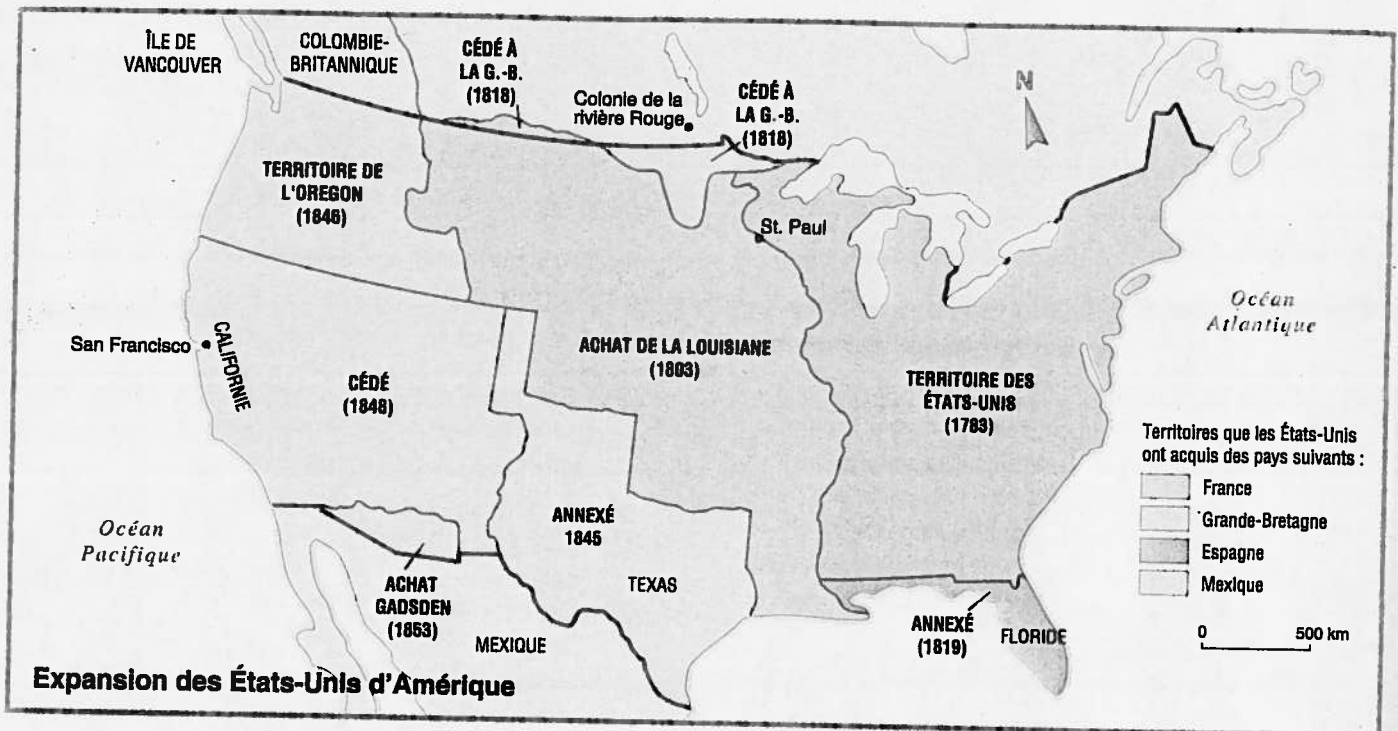 ÎLE DE
VANCOUVER
COLOMBIE-
BRITANNIQUE
CÉDÉ À
LA G.-B.
(1818)
Colonie de la
rivière Rouge
CÉDÉ À
LA G.-B.
(1818)
N
TERRITOIRE DE
L'OREGON
(1846)
St. Paul
Océan
Atlantique
San Francisco
CALIFORNIE
CÉDÉ
(1848)
ACHAT DE LA LOUISIANE
(1803)
TERRITOIRE DES
ÉTATS-UNIS
(1783)
Territoires que les États-Unis
ont acquis des pays suivants :
France
Grande-Bretagne
Espagne
Mexique
0 500 km
Océan
Pacifique
ANNEXÉ
1845
TEXAS
ACHAT
GADSDEN
(1853)
MEXIQUE
ANNEXÉ
(1819)
FLORIDE
Expansion des États-Unis d'Amérique